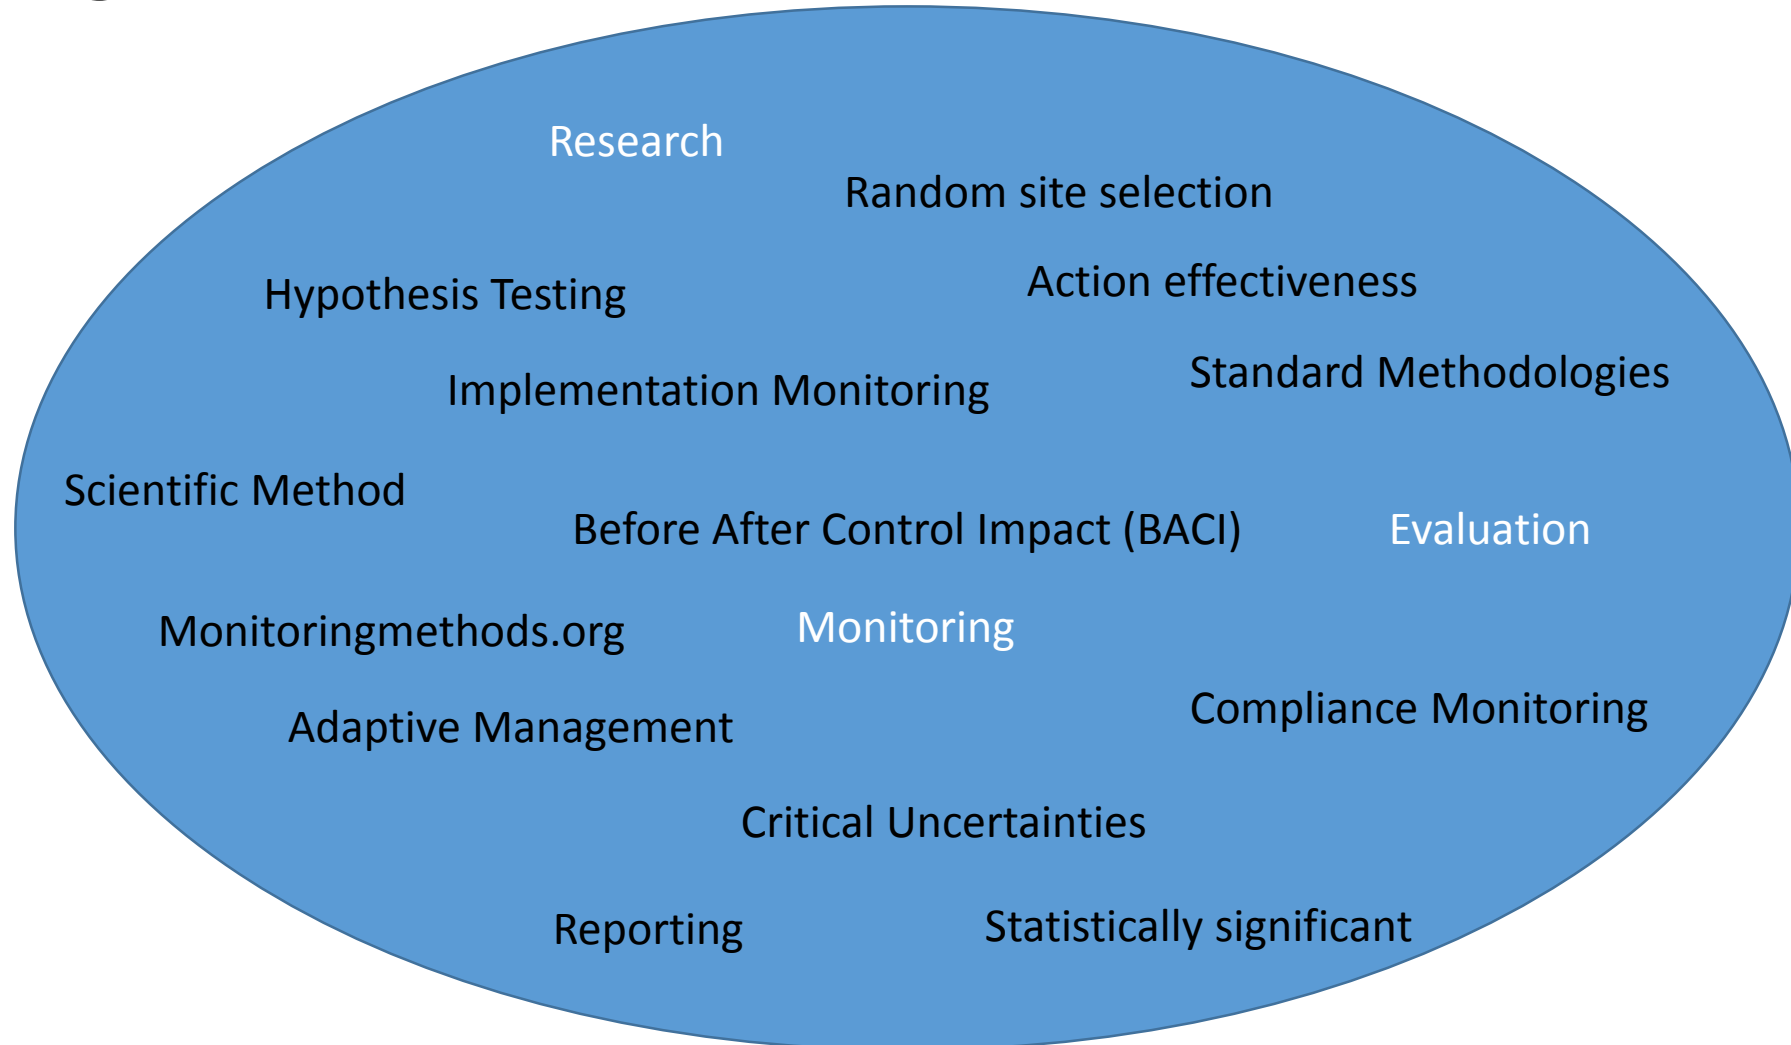 Research
Random site selection
Action effectiveness
Hypothesis Testing
Standard Methodologies
Implementation Monitoring
Scientific Method
Before After Control Impact (BACI)
Evaluation
Monitoringmethods.org
Monitoring
Compliance Monitoring
Adaptive Management
Critical Uncertainties
Reporting
Statistically significant